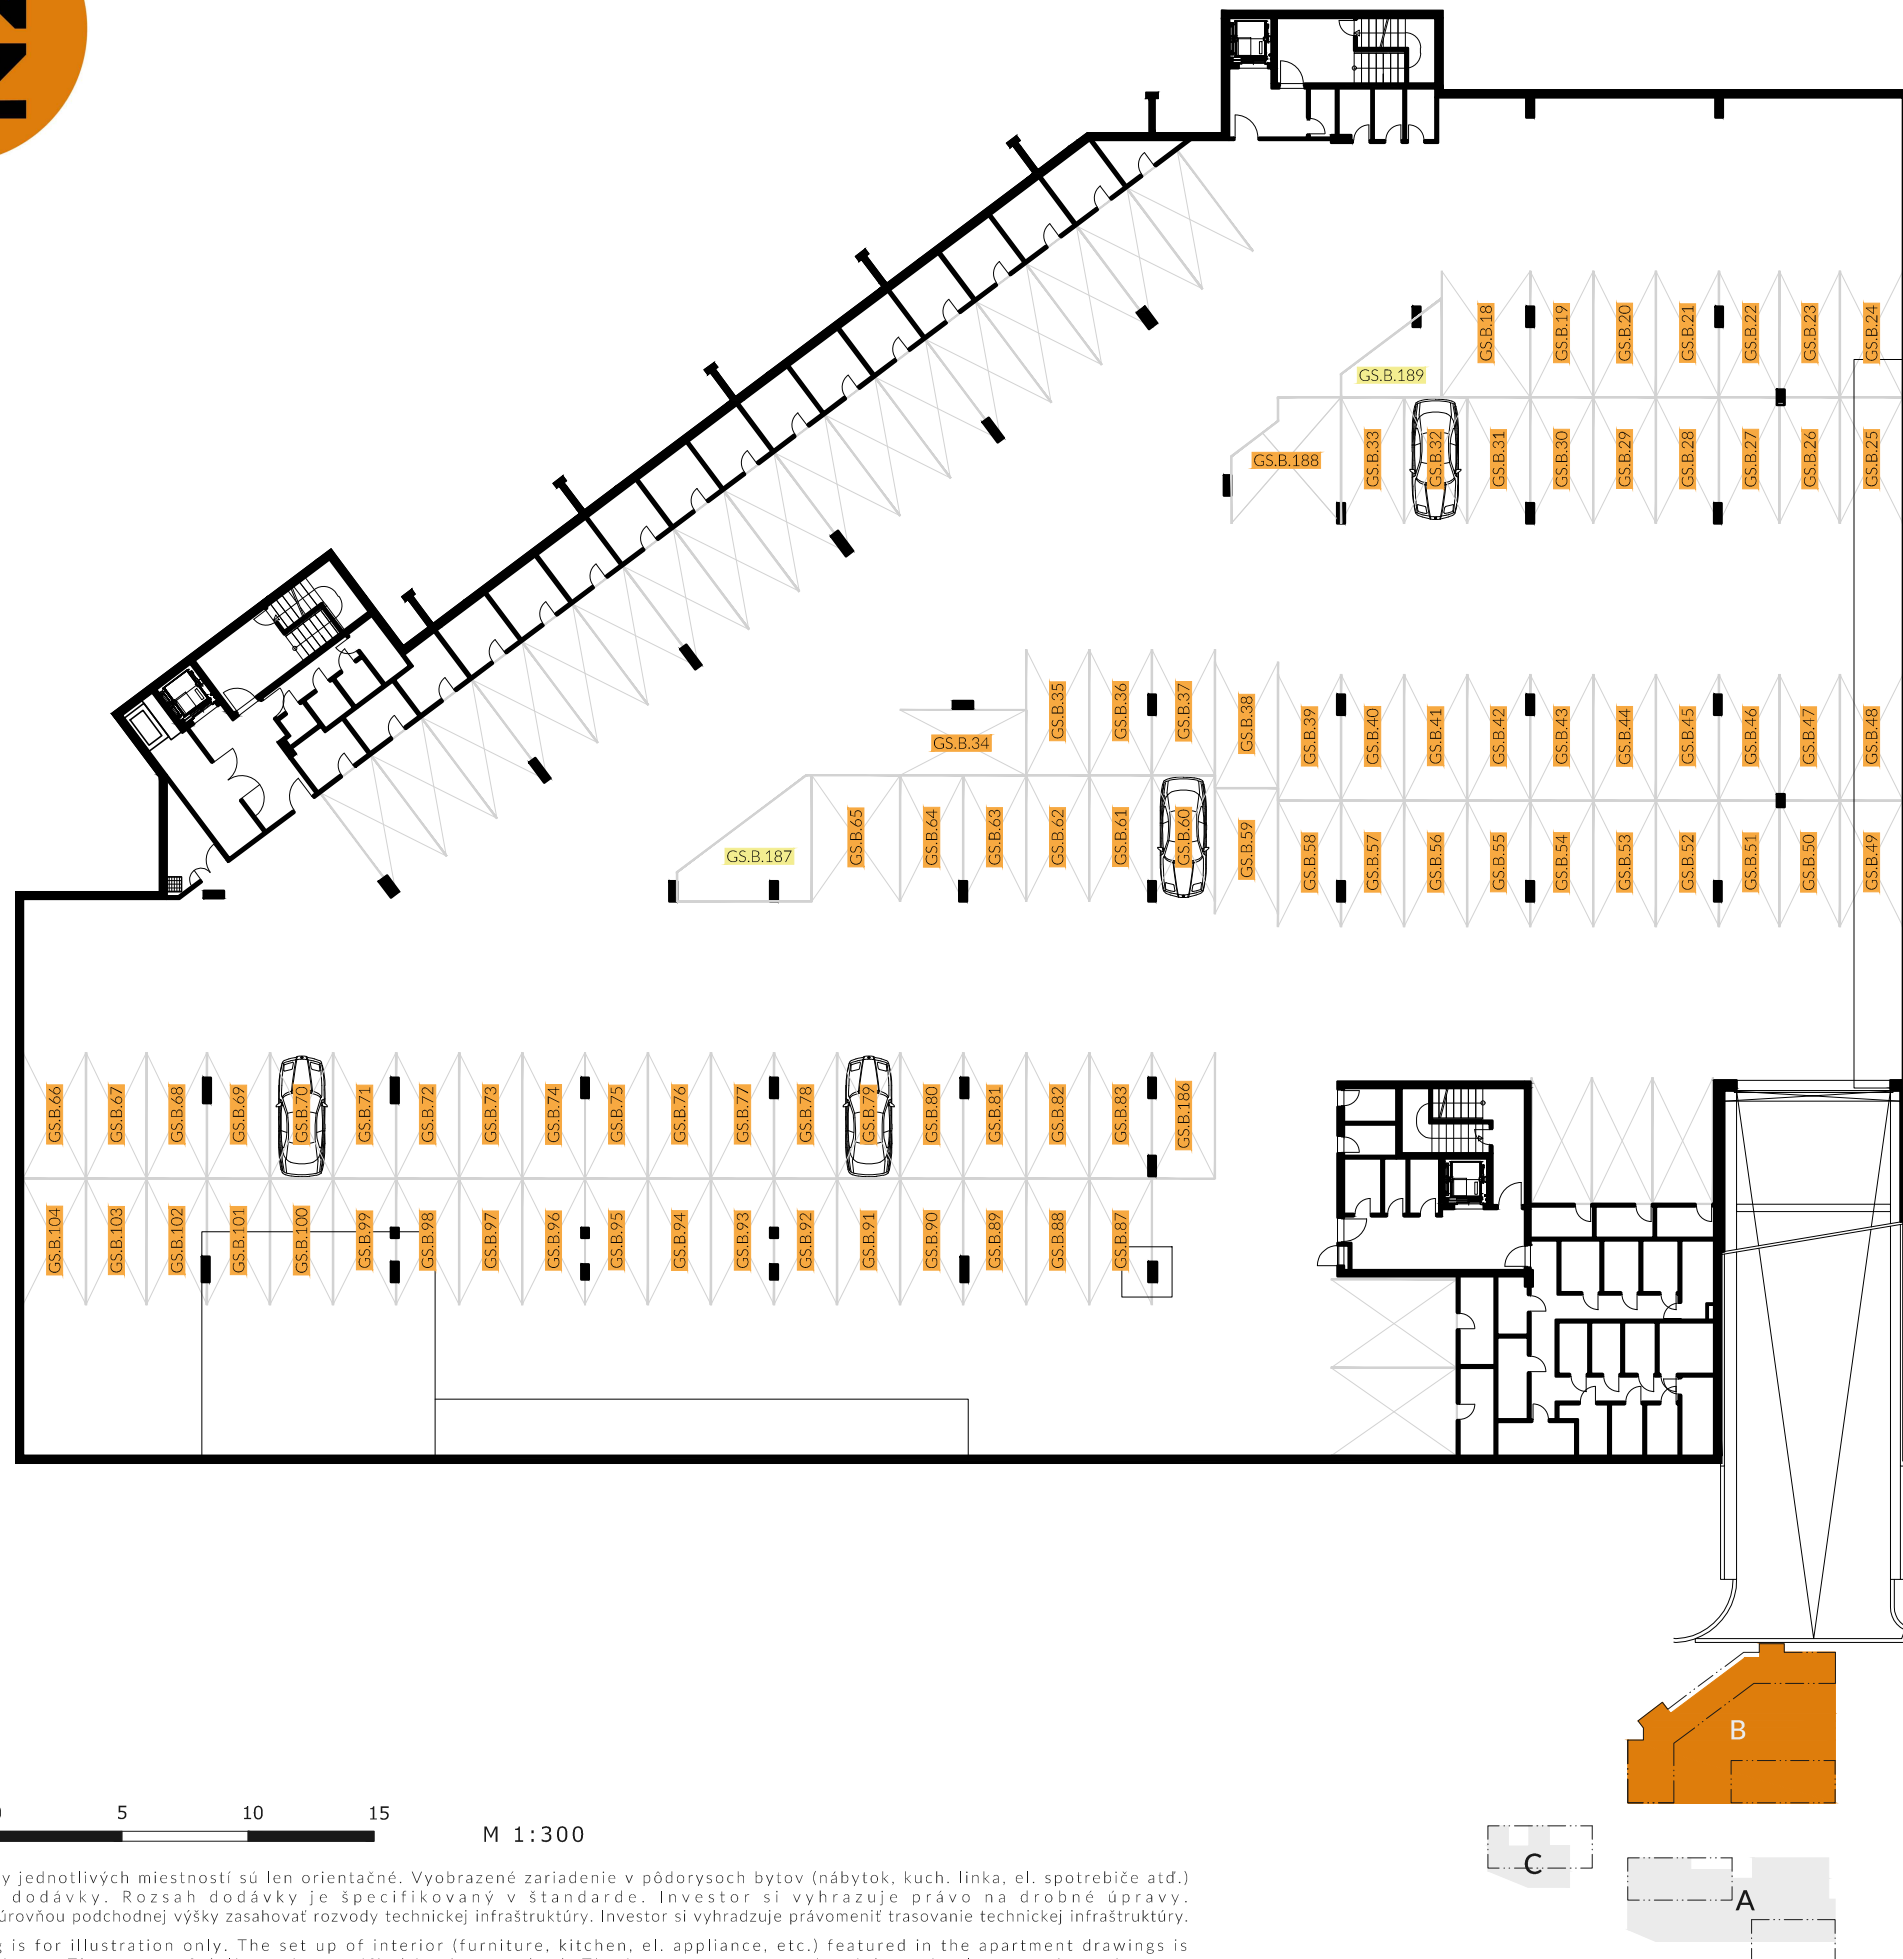 GS.B.18
GS.B.19
GS.B.20
GS.B.21
GS.B.22
GS.B.23
GS.B.24
GS.B.189
GS.B.188
GS.B.33
GS.B.32
GS.B.31
GS.B.30
GS.B.29
GS.B.28
GS.B.27
GS.B.26
GS.B.25
GS.B.34
GS.B.35
GS.B.36
GS.B.37
GS.B.38
GS.B.39
GS.B.40
GS.B.41
GS.B.42
GS.B.43
GS.B.44
GS.B.45
GS.B.46
GS.B.47
GS.B.48
GS.B.187
GS.B.65
GS.B.64
GS.B.63
GS.B.62
GS.B.61
GS.B.60
GS.B.59
GS.B.58
GS.B.57
GS.B.56
GS.B.55
GS.B.54
GS.B.53
GS.B.52
GS.B.51
GS.B.50
GS.B.49
GS.B.66
GS.B.67
GS.B.68
GS.B.69
GS.B.70
GS.B.71
GS.B.72
GS.B.73
GS.B.74
GS.B.75
GS.B.76
GS.B.77
GS.B.78
GS.B.79
GS.B.80
GS.B.81
GS.B.82
GS.B.83
GS.B.186
GS.B.104
GS.B.103
GS.B.102
GS.B.101
GS.B.100
GS.B.99
GS.B.98
GS.B.97
GS.B.96
GS.B.95
GS.B.94
GS.B.93
GS.B.92
GS.B.91
GS.B.90
GS.B.89
GS.B.88
GS.B.87
B
C
A
5 10 15
M 1:300
y jednotlivých miestností sú len orientačné. Vyobrazené zariadenie v pôdorysoch bytov (nábytok, kuch. linka, el. spotrebiče atď.)
dodávky. Rozsah dodávky je špecifikovaný v štandarde. Investor si vyhrazuje právo na drobné úpravy.
úrovňou podchodnej výšky zasahovať rozvody technickej infraštruktúry. Investor si vyhradzuje právomeniť trasovanie technickej infraštruktúry.
is for illustration only. The set up of interior (furniture, kitchen, el. appliance, etc.) featured in the apartment drawings is